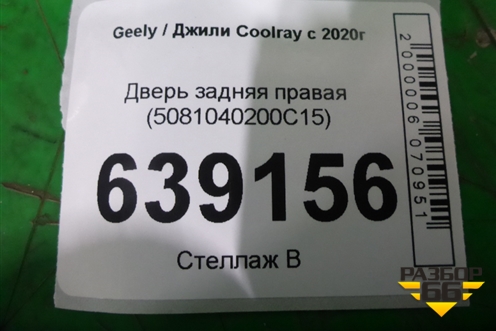 Geely / Джили Coolray с 2020г
Дверь задняя правая
(5081040200C15)
639156
Стеллаж В
2000006070951
РАЗБОР
66